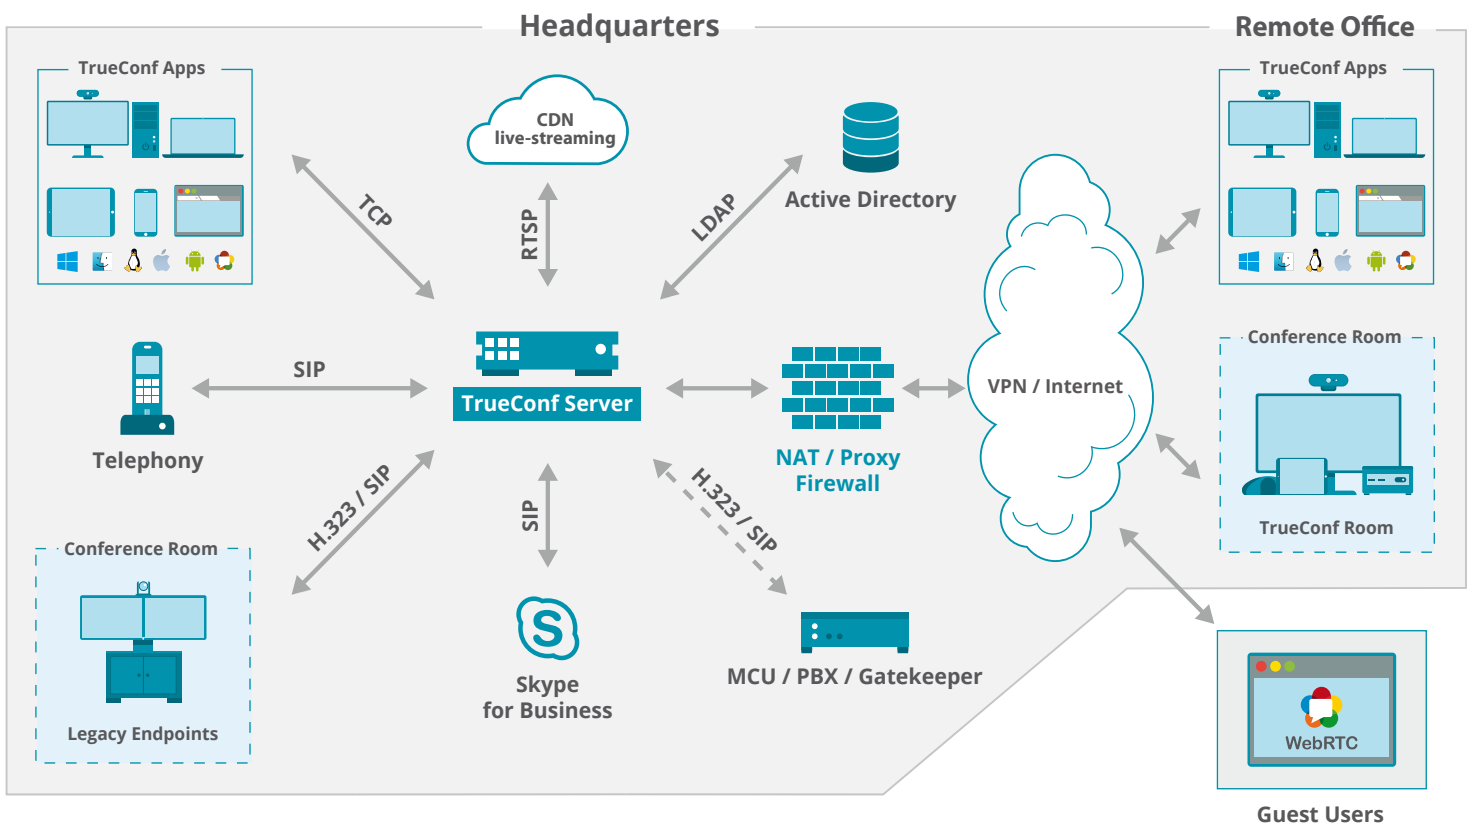 Headquarters
Remote Office
TrueConf Apps
TCP
CDN
live-streaming
RTSP
LDAP
Active Directory
TrueConf Apps
Telephony
SIP
TrueConf Server
NAT / Proxy
Firewall
VPN / Internet
Conference Room
TrueConf Room
Conference Room
Legacy Endpoints
H.323 / SIP
SIP
S
Skype
for Business
H.323 / SIP
MCU / PBX / Gatekeeper
WebRTC
Guest Users